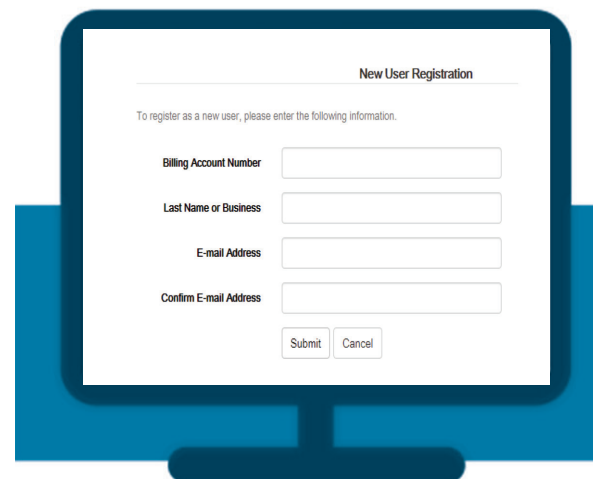 New User Registration
To register as a new user, please enter the following information.
Billing Account Number
Last Name or Business
E-mail Address
Confirm E-mail Address
Submit Cancel